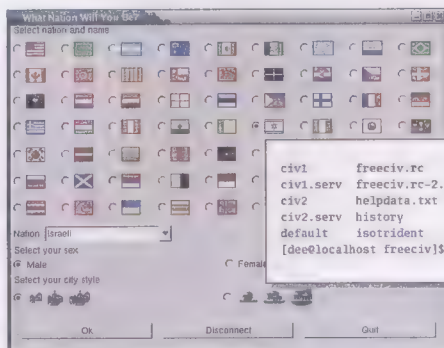 What Nation Will You Be?
Select nation and name
Nation Israeli
Select your sex
Male
Female
Select your city style
Ok
Disconnect
Quit
civ1 freeciv.rc
civ1.serv freeciv.rc-2.
civ2 helpdata.txt
civ2.serv history
default isotrident
[dee@localhost freeciv]$